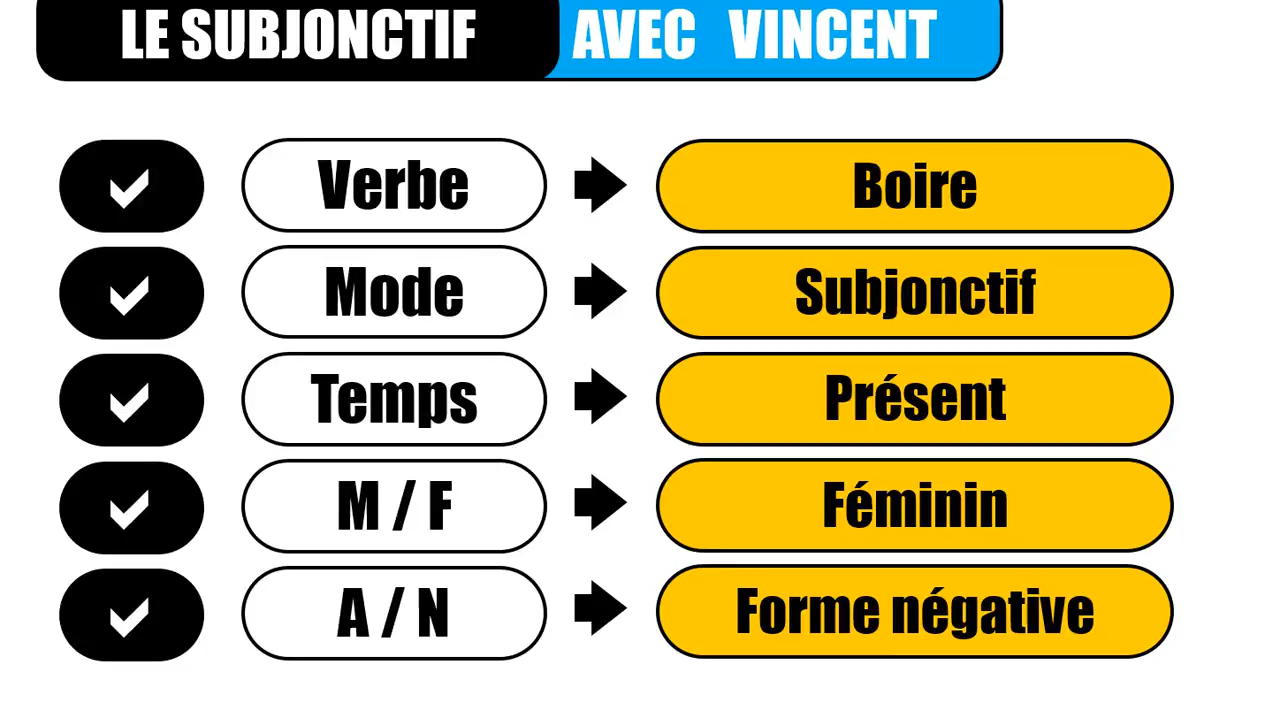 LE SUBJONCTIF AVEC VINCENT
Verbe Boire
Mode Subjonctif
Temps Présent
M / F Féminin
A / N Forme négative